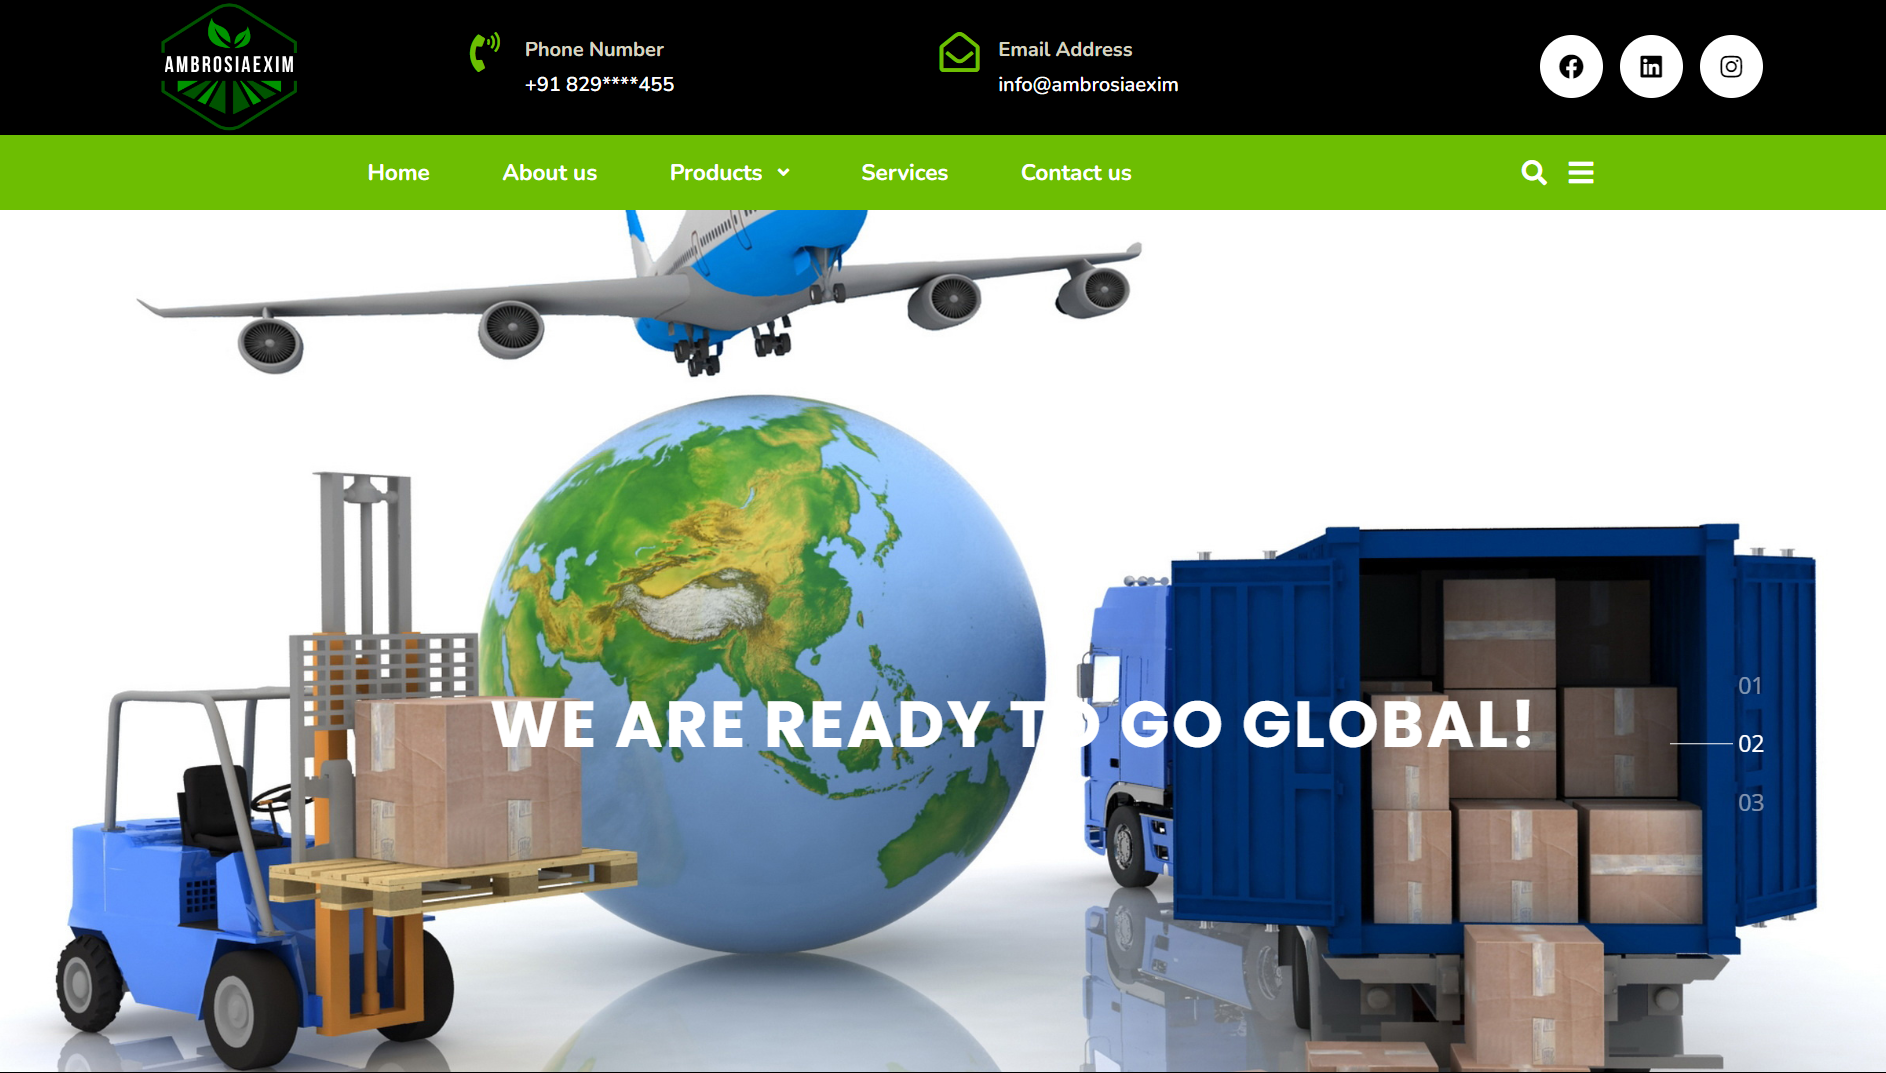 AMBROSIAEXIM
Phone Number
+91 829****455
Email Address
info@ambrosiaexim
Home
About us
Products
Services
Contact us
WE ARE READY TO GO GLOBAL!
01
02
03